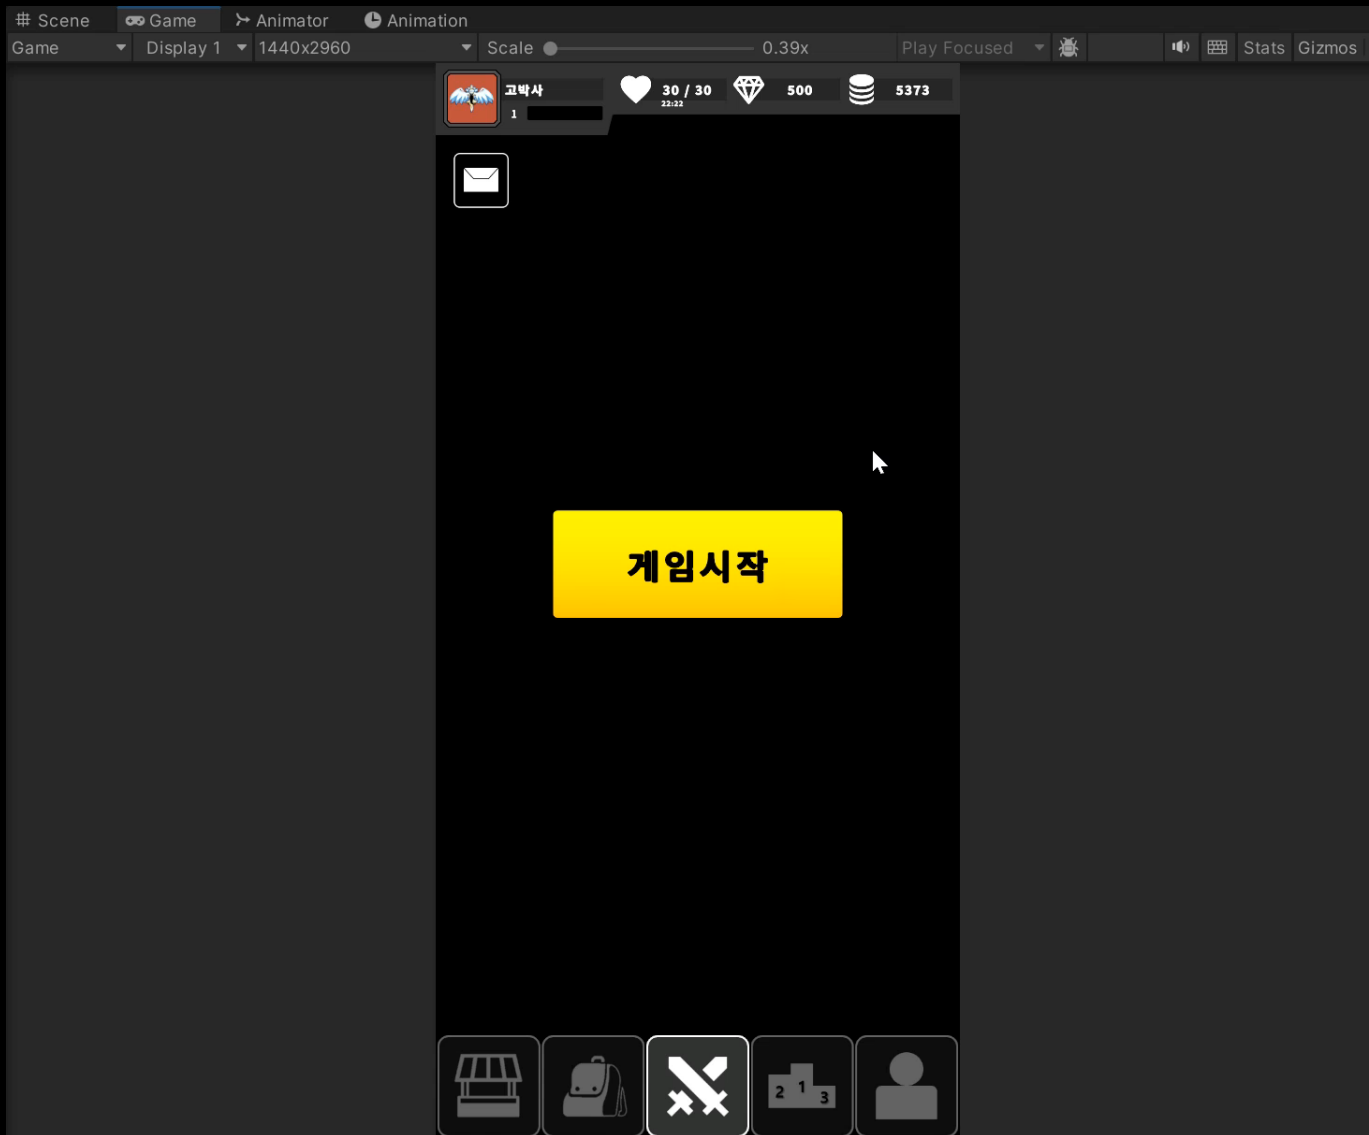 Scene Game Animator Animation
Game Display 1 1440x2960 Scale 0.39x Play Focused Stats Gizmos
고박사 30 / 30 500 5373
22:22
1
게임시작
2 1 3